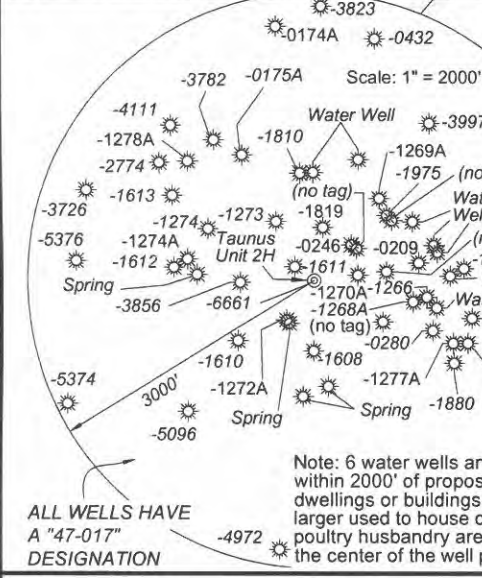 -3823
-0174A
-0432
-3782
-0175A
Scale: 1" = 2000'
-4111
Water Well
-1278A
-1810
-3997
-2774
-1269A
-1975
(no
-3726
-1613
(no tag)
-1819
-5376
-1274
-1273
-1274A
Taunus
Unit 2H
-0246
-0209
-1612
-1611
Spring
-1270A
-1266
-3856
-6661
-1268A
(no tag)
-1610
-0280
-1608
-1272A
-1277A
-5374
3000'
Spring
Spring
-1880
-5096
Note: 6 water wells an
within 2000' of propos
dwellings or buildings
larger used to house d
poultry husbandry are
the center of the well p
ALL WELLS HAVE
A "47-017"
DESIGNATION
-4972